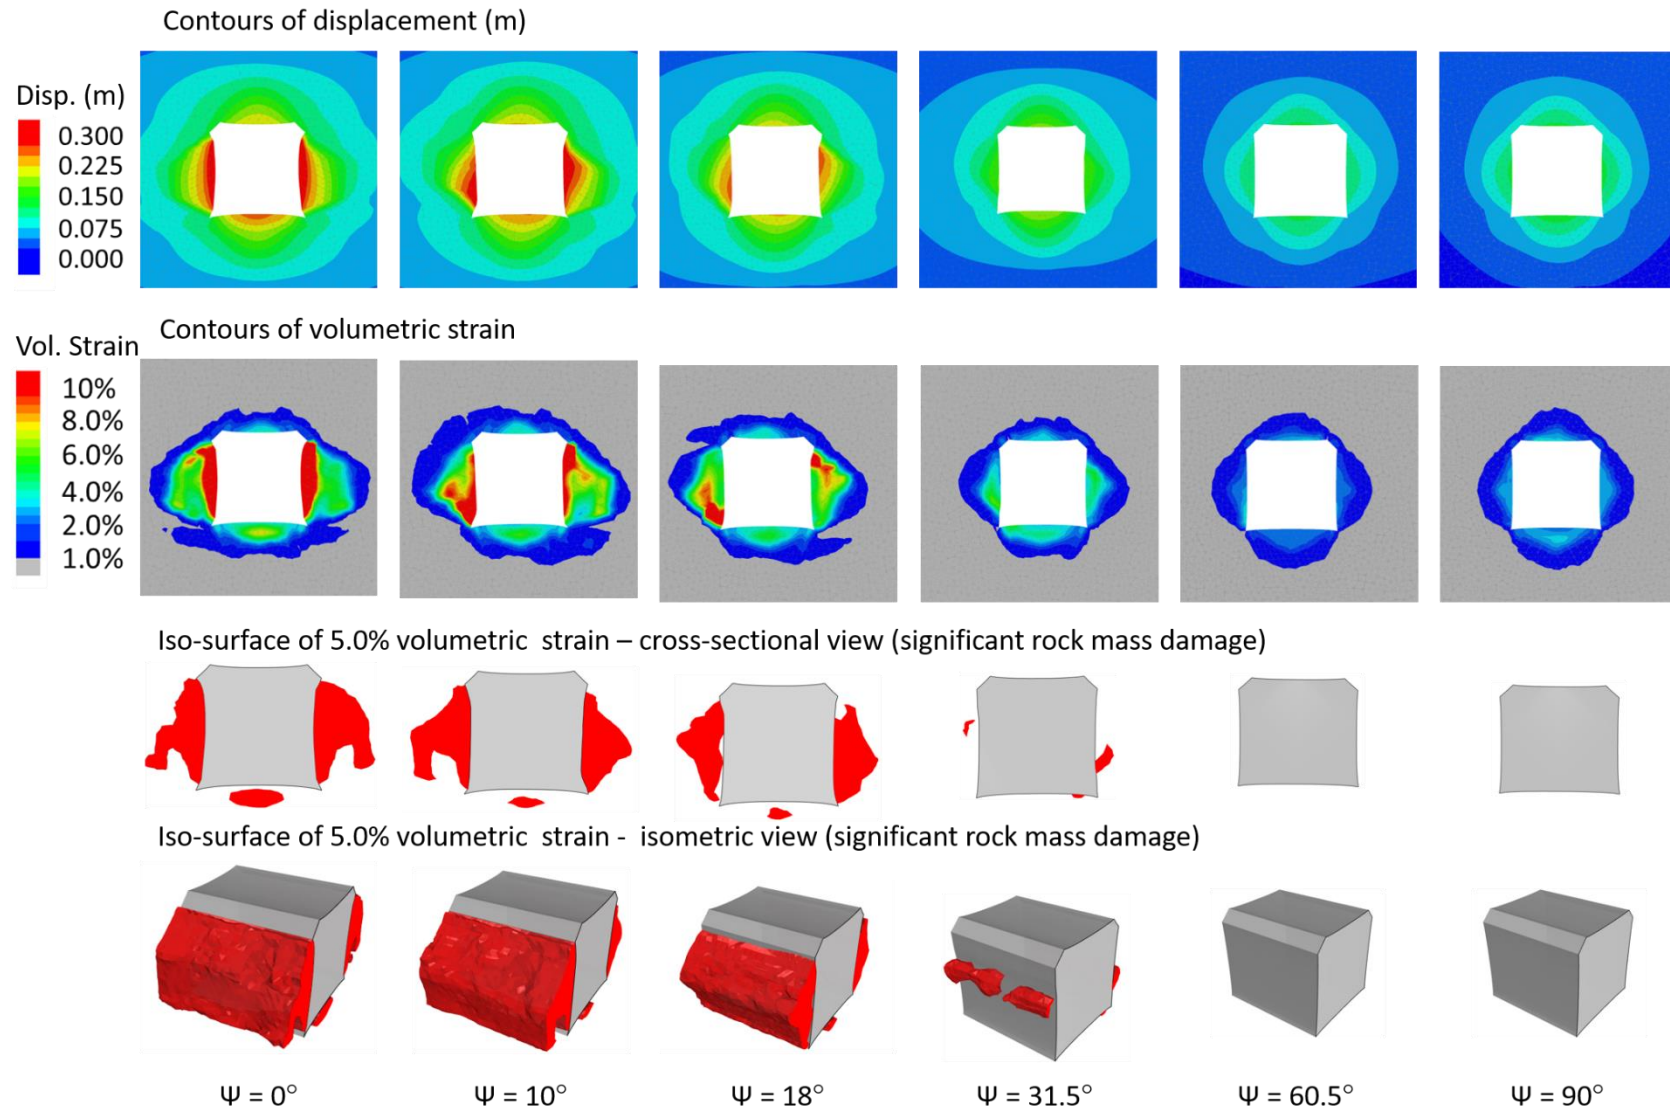 Contours of displacement (m)
Disp. (m)
0.300
0.225
0.150
0.075
0.000
Contours of volumetric strain
Vol. Strain
10%
8.0%
6.0%
4.0%
2.0%
1.0%
Iso-surface of 5.0% volumetric strain – cross-sectional view (significant rock mass damage)
Iso-surface of 5.0% volumetric strain - isometric view (significant rock mass damage)
Ψ = 0° Ψ = 10° Ψ = 18° Ψ = 31.5° Ψ = 60.5° Ψ = 90°